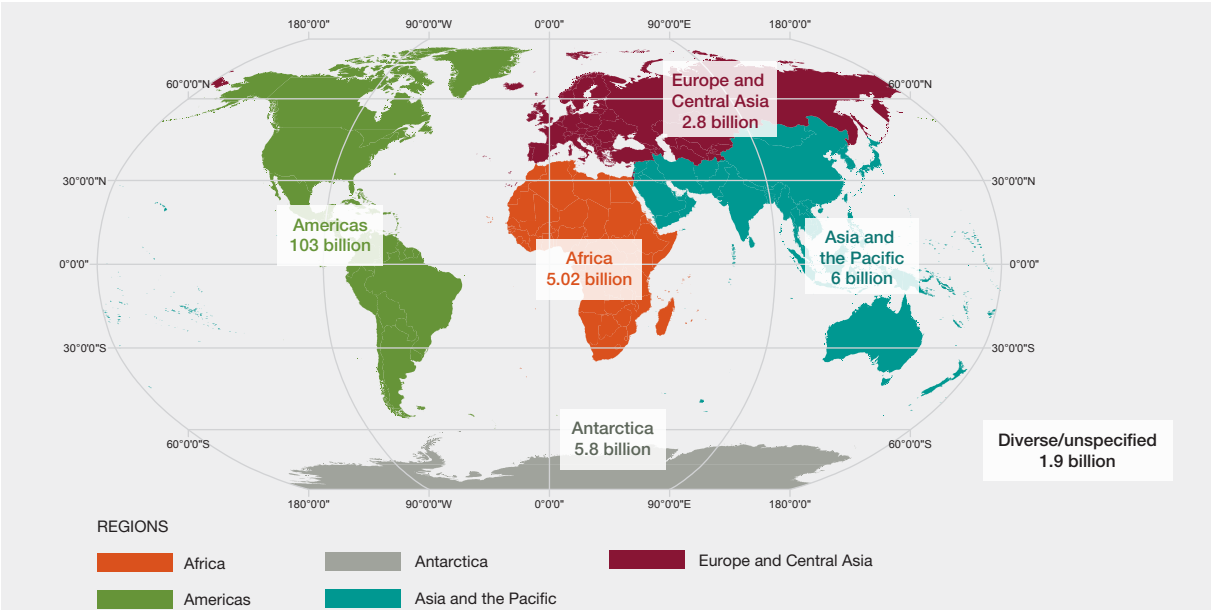 180°0'0" 90°0'0"W 0°0'0" 90°0'0"E 180°0'0"
60°0'0"N 60°0'0"N
Europe and
Central Asia
2.8 billion
30°0'0"N 30°0'0"N
Americas
103 billion
Africa
5.02 billion
Asia and
the Pacific
6 billion
0°0'0" 0°0'0"
30°0'0"S 30°0'0"S
Antarctica
5.8 billion
60°0'0"S 60°0'0"S
Diverse/unspecified
1.9 billion
180°0'0" 90°0'0"W 0°0'0" 90°0'0"E 180°0'0"
REGIONS
Africa
Antarctica
Europe and Central Asia
Americas
Asia and the Pacific